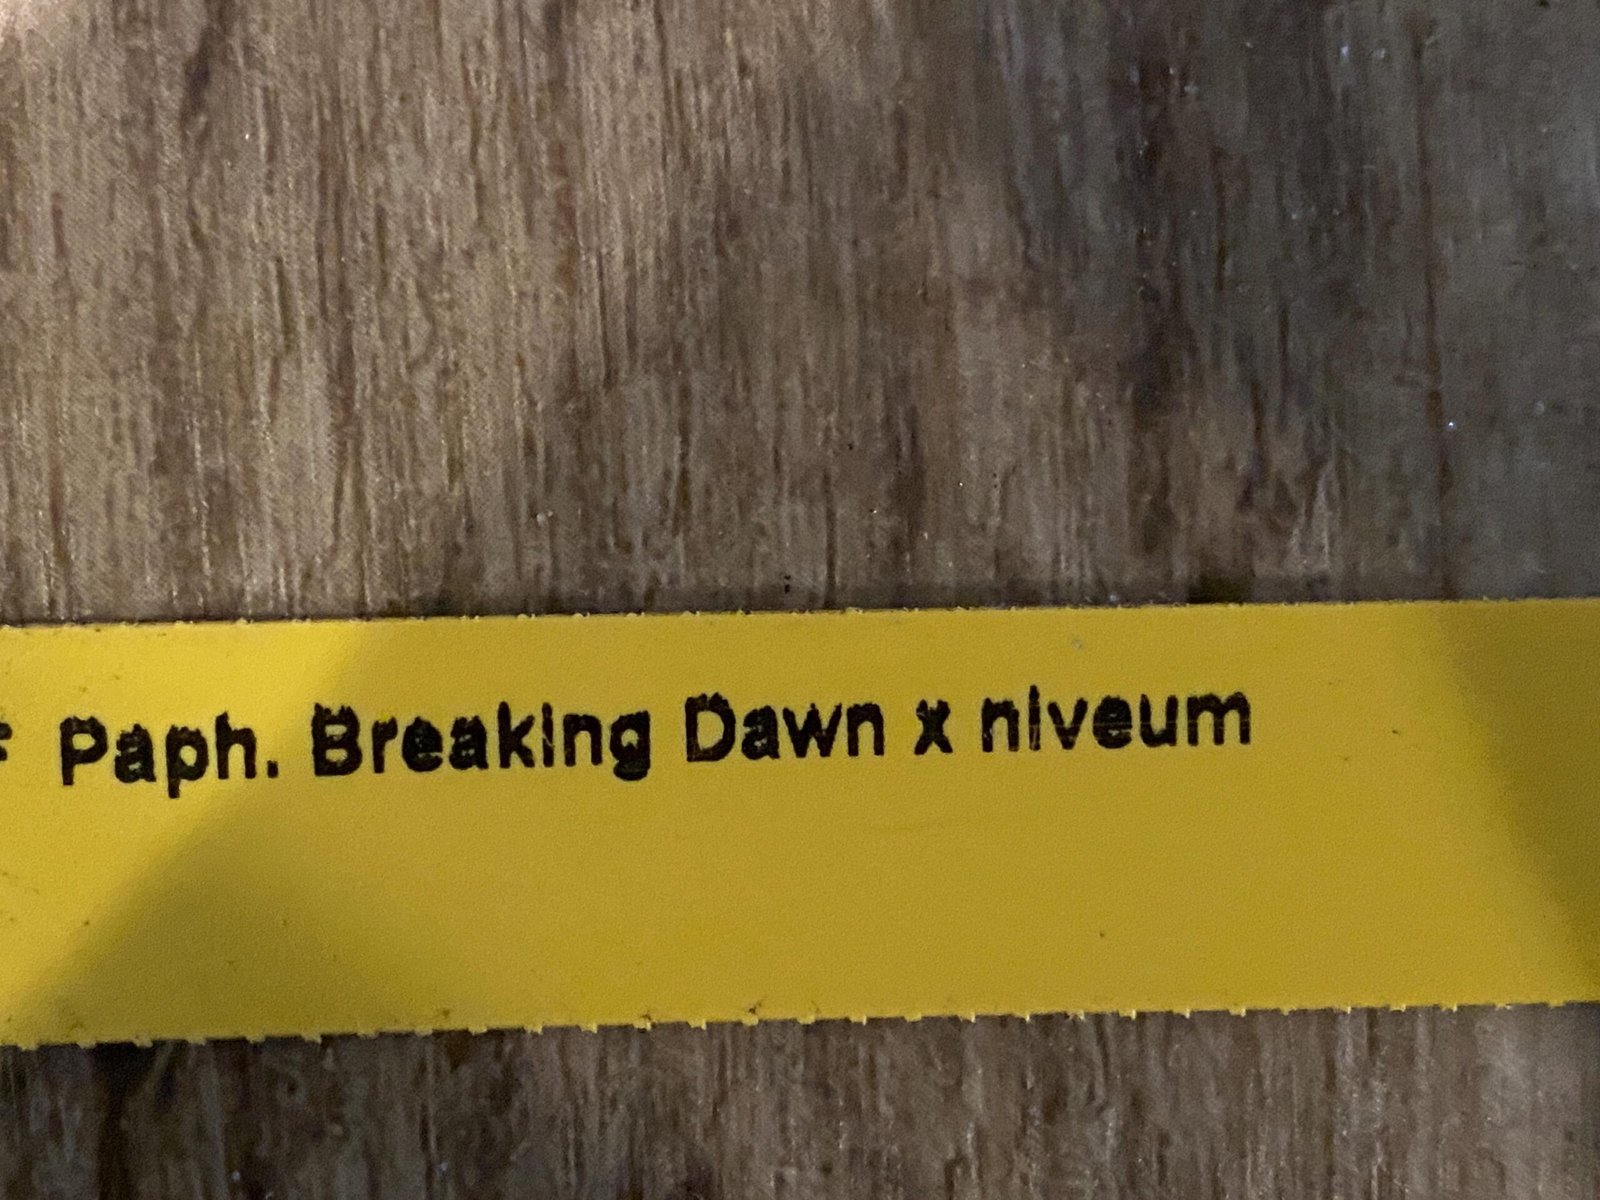 Paph. Breaking Dawn x niveum